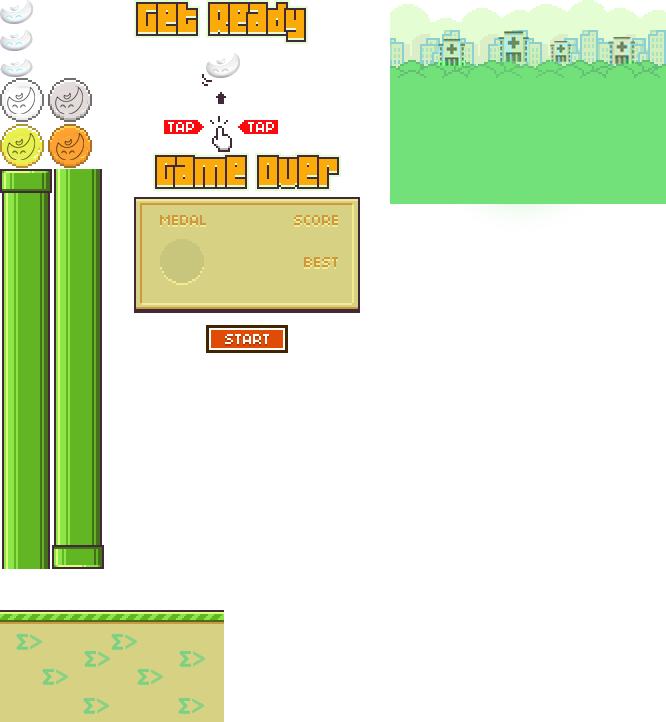 Get Ready
TAP TAP
Game Over
MEDAL SCORE
BEST
START
Σ> Σ>
Σ> Σ>
Σ> Σ>
Σ> Σ>